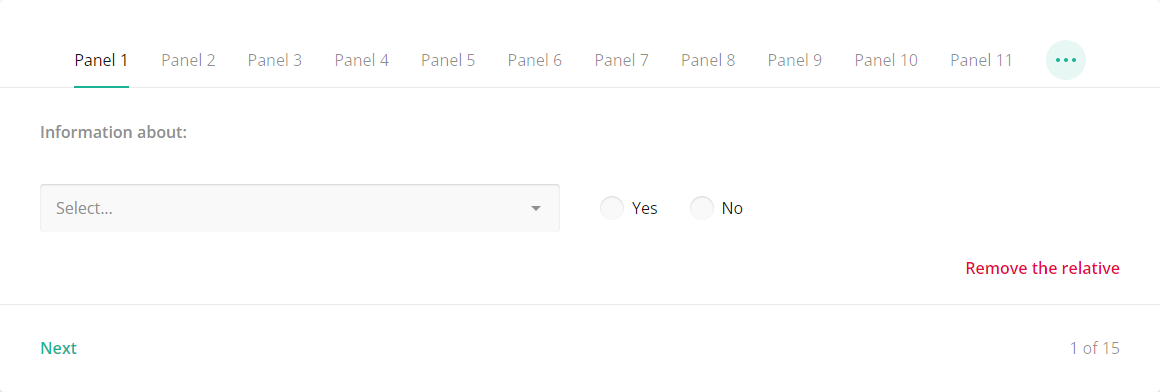 Panel 1 Panel 2 Panel 3 Panel 4 Panel 5 Panel 6 Panel 7 Panel 8 Panel 9 Panel 10 Panel 11
Information about:
Select... Yes No
Remove the relative
Next 1 of 15